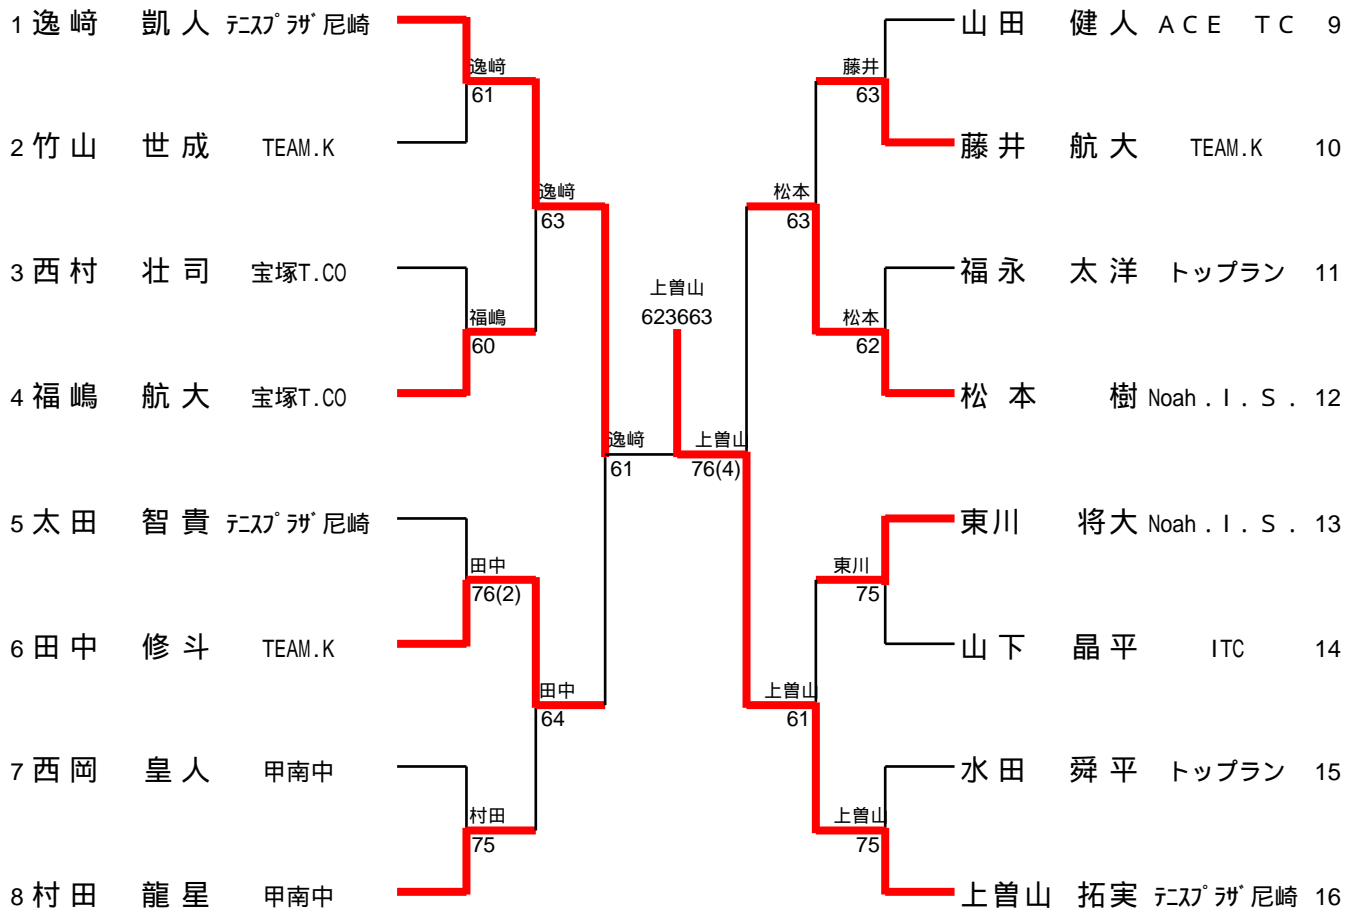 1 逸﨑 凱人 ﾃﾆｽﾌﾟﾗｻﾞ尼崎
山田 健人 ACE TC 9
逸﨑
61
藤井
63
2 竹山 世成 TEAM.K
藤井 航大 TEAM.K 10
逸﨑
63
松本
63
3 西村 壮司 宝塚T.CO
福永 太洋 トップラン 11
上曽山
623663
福嶋
60
松本
62
4 福嶋 航大 宝塚T.CO
松本 樹 Noah.I.S. 12
逸﨑
61
上曽山
76(4)
5 太田 智貴 ﾃﾆｽﾌﾟﾗｻﾞ尼崎
東川 将大 Noah.I.S. 13
田中
76(2)
東川
75
6 田中 修斗 TEAM.K
山下 晶平 ITC 14
田中
64
上曽山
61
7 西岡 皇人 甲南中
水田 舜平 トップラン 15
村田
75
上曽山
75
8 村田 龍星 甲南中
上曽山 拓実 ﾃﾆｽﾌﾟﾗｻﾞ尼崎 16